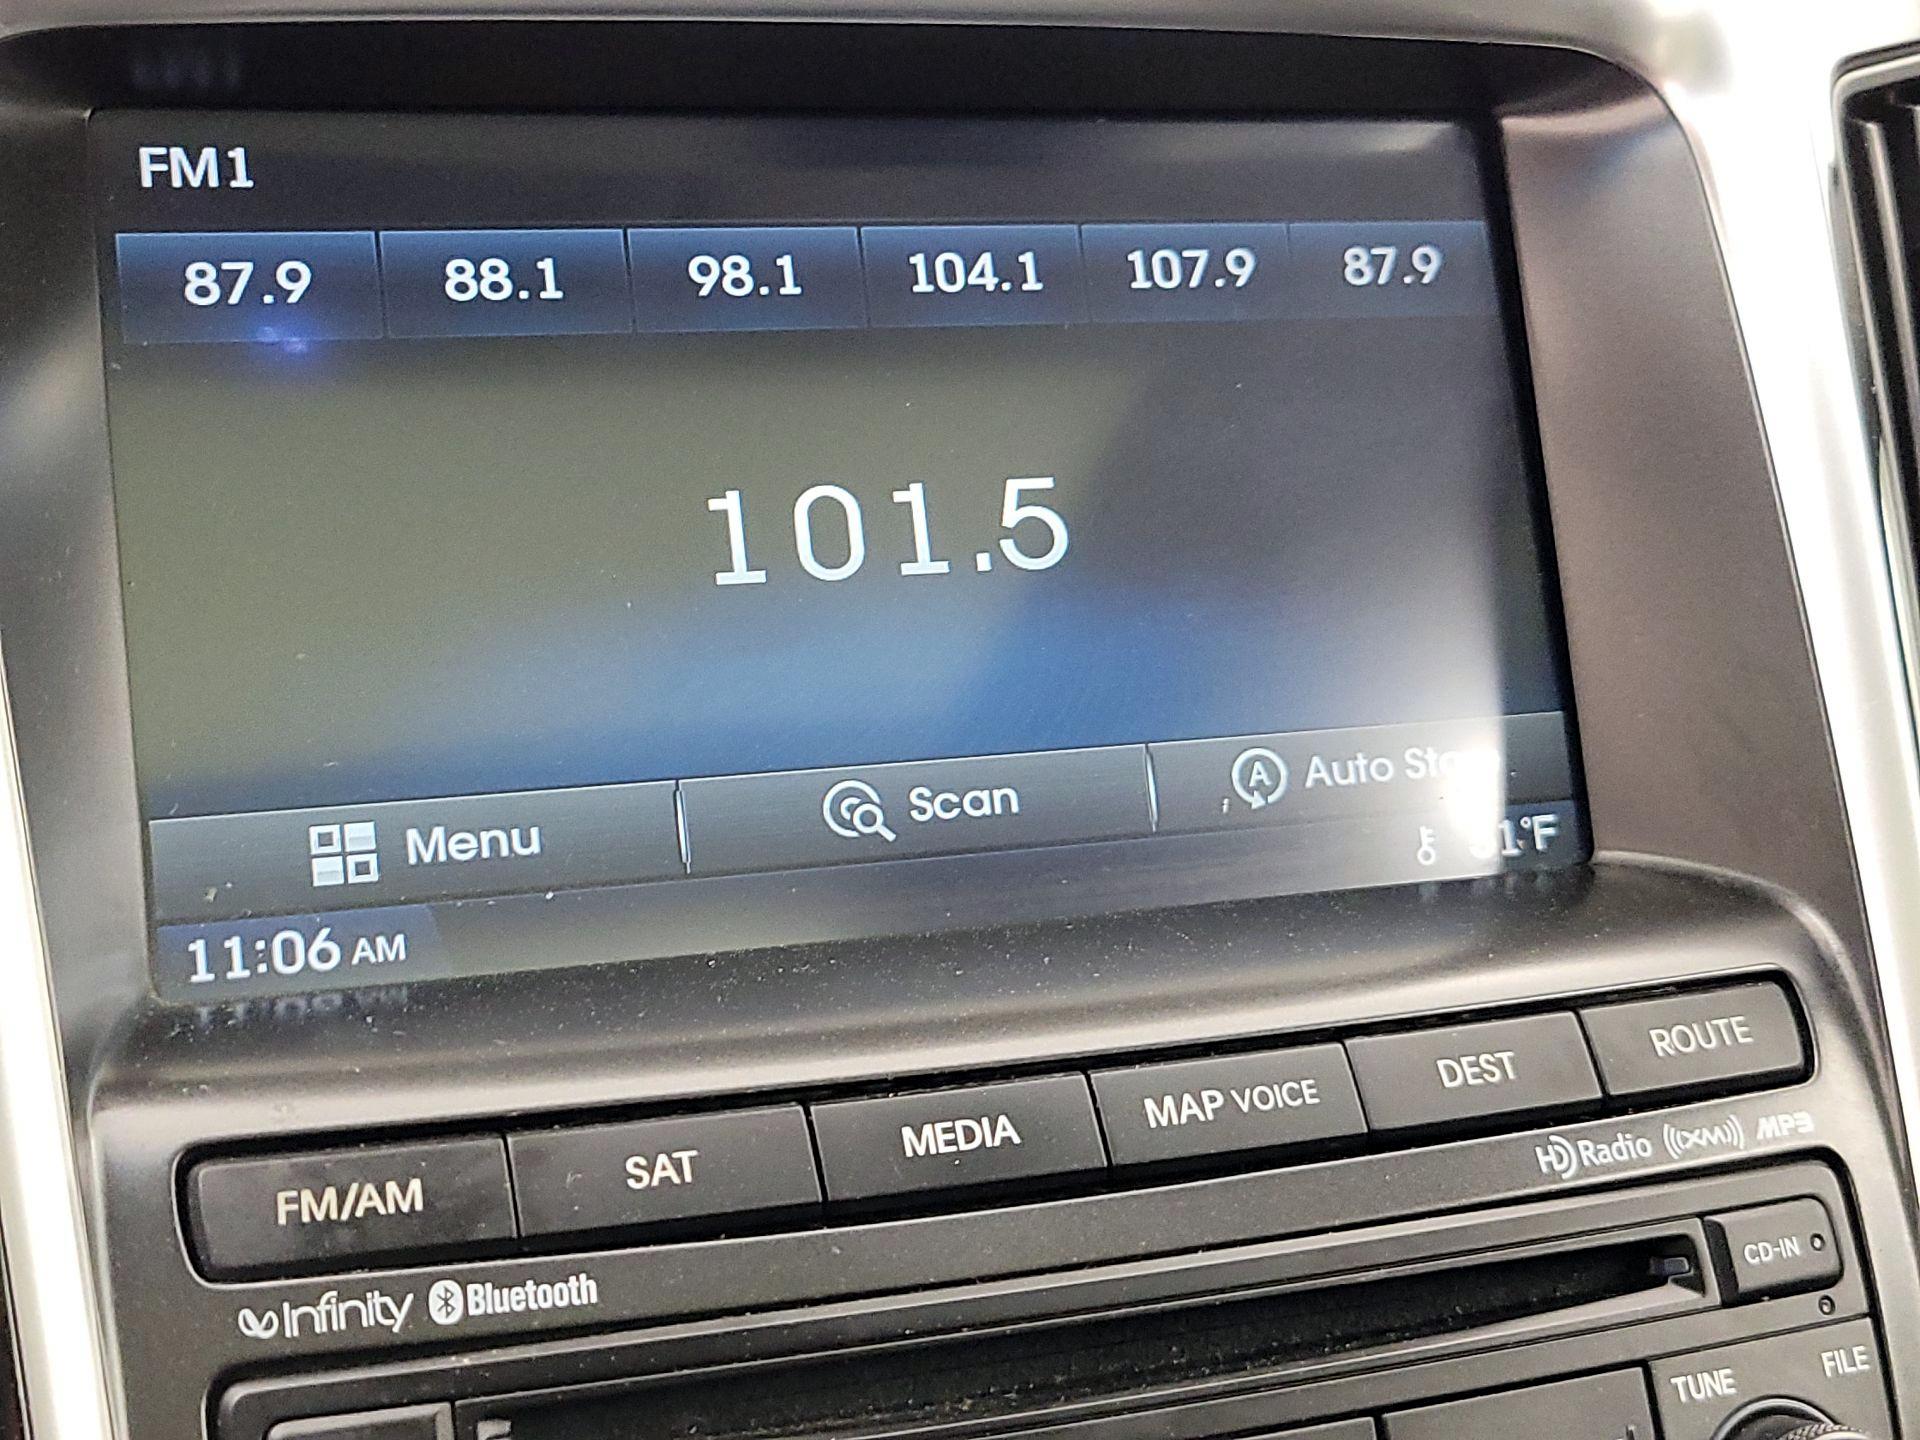 FM1
87.9 88.1 98.1 104.1 107.9 87.9
101.5
Menu Scan Auto
11:06 AM °F
FM/AM SAT MEDIA MAP VOICE DEST ROUTE
HD Radio XM MP3
Infinity Bluetooth
CD-IN
TUNE FILE